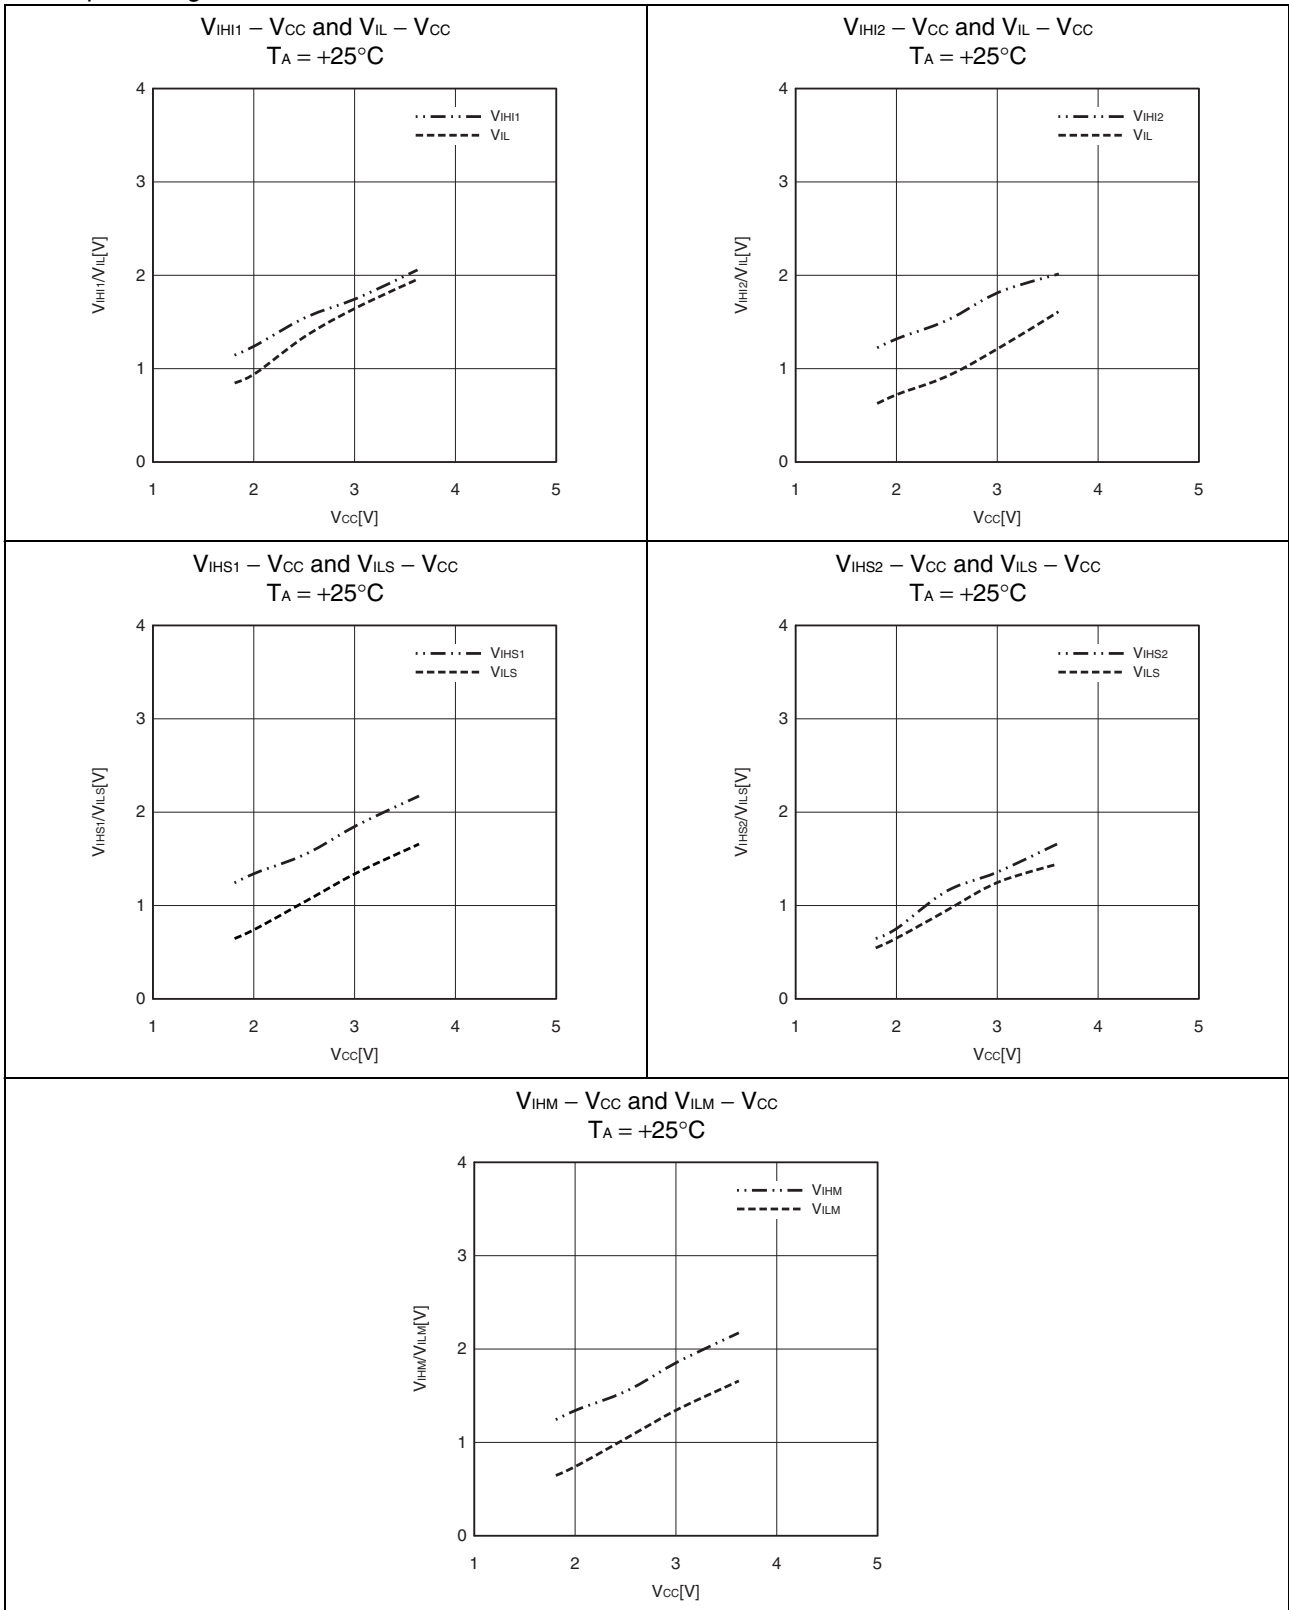 VIHI1 – VCC and VIL – VCC
TA = +25°C
4
3
2
1
0
VIHI1/VIL[V]
VIHI1
VIL
1 2 3 4 5
VCC[V]
VIHI2 – VCC and VIL – VCC
TA = +25°C
4
3
2
1
0
VIHI2/VIL[V]
VIHI2
VIL
1 2 3 4 5
VCC[V]
VIHS1 – VCC and VILS – VCC
TA = +25°C
4
3
2
1
0
VIHS1/VILS[V]
VIHS1
VILS
1 2 3 4 5
VCC[V]
VIHS2 – VCC and VILS – VCC
TA = +25°C
4
3
2
1
0
VIHS2/VILS[V]
VIHS2
VILS
1 2 3 4 5
VCC[V]
VIHM – VCC and VILM – VCC
TA = +25°C
4
3
2
1
0
VIHM/VILM[V]
VIHM
VILM
1 2 3 4 5
VCC[V]